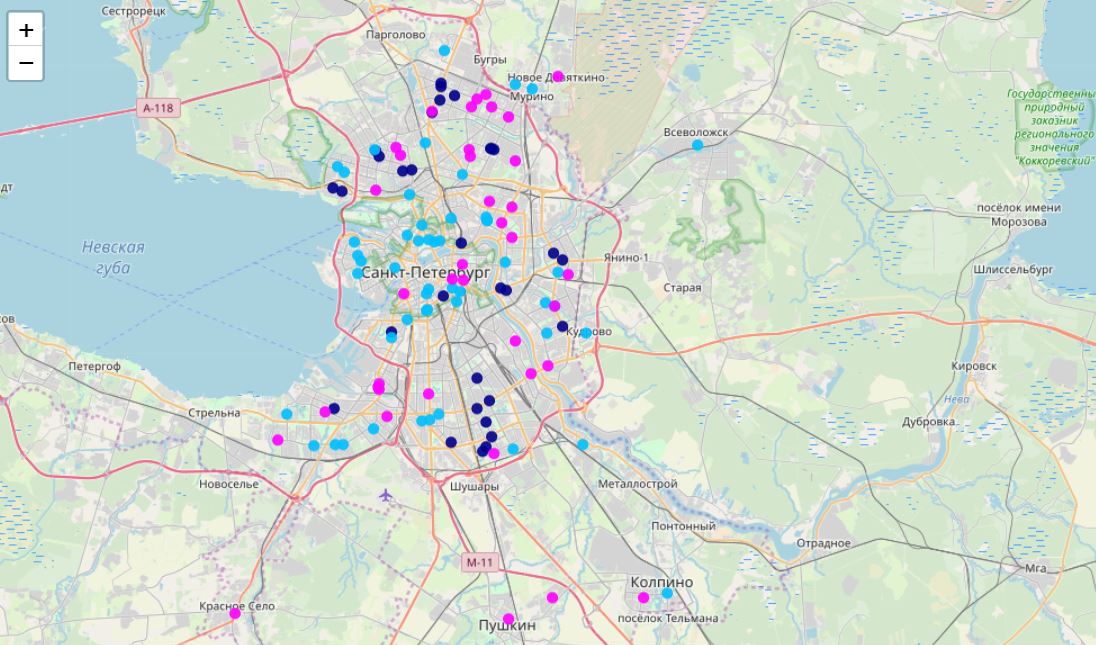 Сестрорецк
+
Парголово
−
Бугры
Новое Девяткино
Мурино
А-118
Государственный
природный
заказник
регионального
значения
"Коккоревский"
Всеволожск
посёлок имени
Морозова
Невская
губа
Янино-1
Санкт-Петербург
Шлиссельбург
Старая
Кудрово
Петергоф
Кировск
Нева
Стрельна
Дубровка
Новоселье
Шушары
Металлострой
Понтонный
Отрадное
М-11
Мга
Колпино
Красное Село
посёлок Тельмана
Пушкин